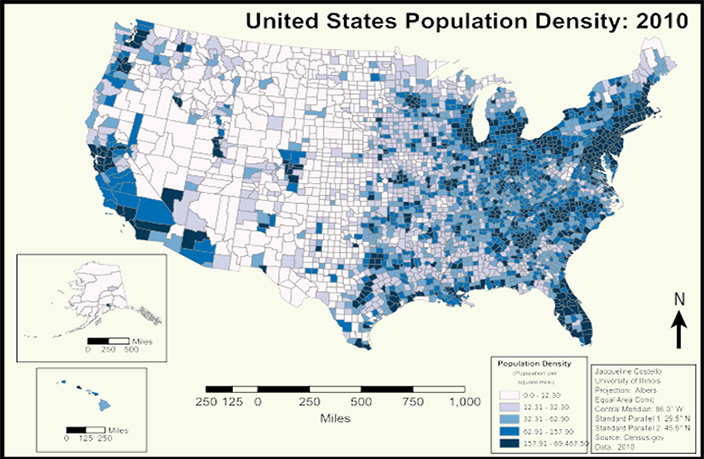 United States Population Density: 2010
N
Miles
0 250 500
Miles
0 125 250
250 125 0 250 500 750 1,000
Miles
Population Density
(Population per
square mile)
0.0 - 12.30
12.31 - 32.30
32.31 - 62.90
62.91 - 157.90
157.91 - 69,467.50
Jacqueline Costello
University of Illinois
Projection: Albers
Equal Area Conic
Central Meridian: 96.0° W
Standard Parallel 1: 29.5° N
Standard Parallel 2: 45.5° N
Source: Census.gov
Data: 2010